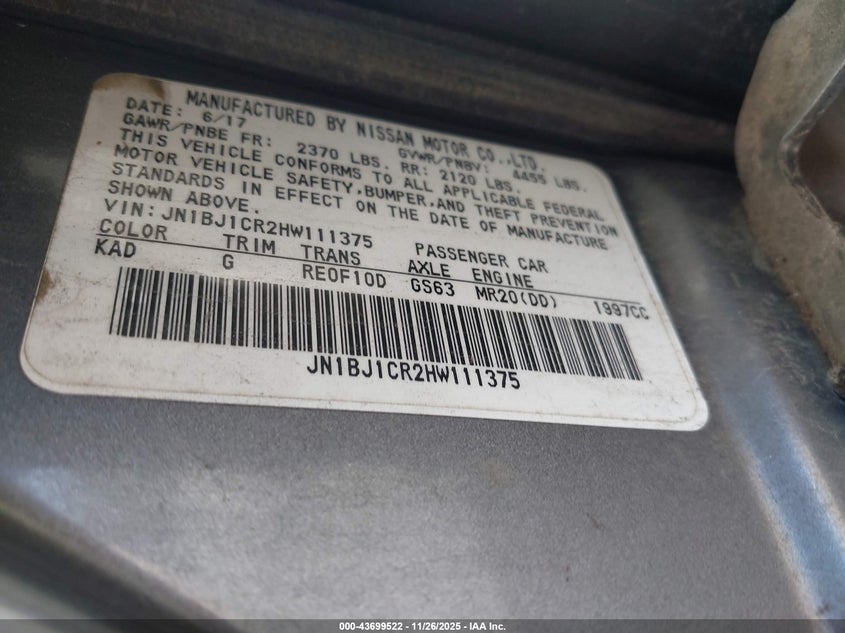 MANUFACTURED BY NISSAN MOTOR CO.,LTD.
DATE: 6/17 GVWR/PNBV: 4455 LBS.
GAWR/PNBE FR: 2370 LBS. RR: 2120 LBS.
THIS VEHICLE CONFORMS TO ALL APPLICABLE FEDERAL
MOTOR VEHICLE SAFETY,BUMPER,AND THEFT PREVENTION
STANDARDS IN EFFECT ON THE DATE OF MANUFACTURE
SHOWN ABOVE.
VIN:JN1BJ1CR2HW111375 PASSENGER CAR
COLOR TRIM TRANS AXLE ENGINE
KAD G RE0F10D GS63 MR20(DD) 1997CC
JN1BJ1CR2HW111375
000-43699522 - 11/26/2025 - IAA Inc.